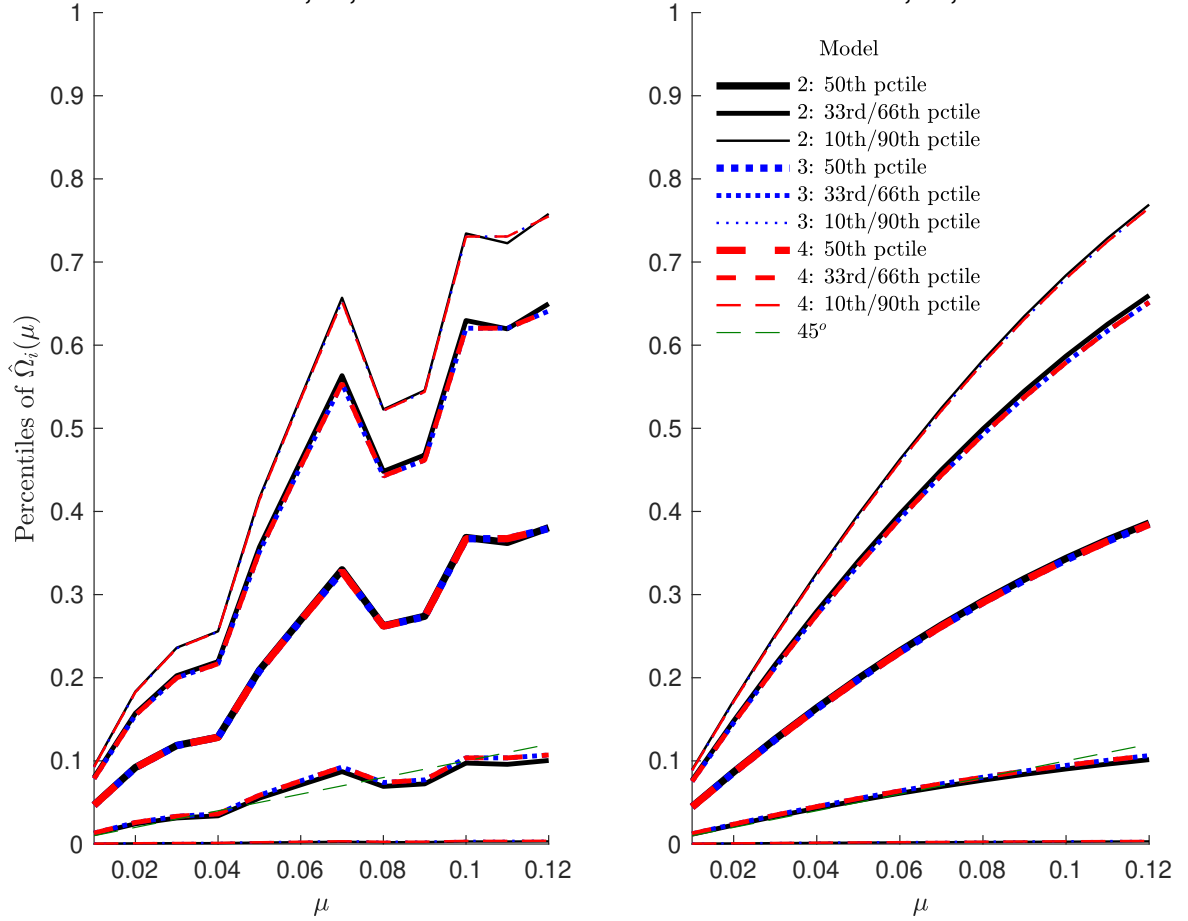 1
0.9
0.8
0.7
0.6
0.5
0.4
0.3
0.2
0.1
0
Percentiles of Ω̂ᵢ(μ)
0.02 0.04 0.06 0.08 0.1 0.12
μ
1
0.9
0.8
0.7
0.6
0.5
0.4
0.3
0.2
0.1
0
Model
2: 50th pctile
2: 33rd/66th pctile
2: 10th/90th pctile
3: 50th pctile
3: 33rd/66th pctile
3: 10th/90th pctile
4: 50th pctile
4: 33rd/66th pctile
4: 10th/90th pctile
45ᵒ
0.02 0.04 0.06 0.08 0.1 0.12
μ